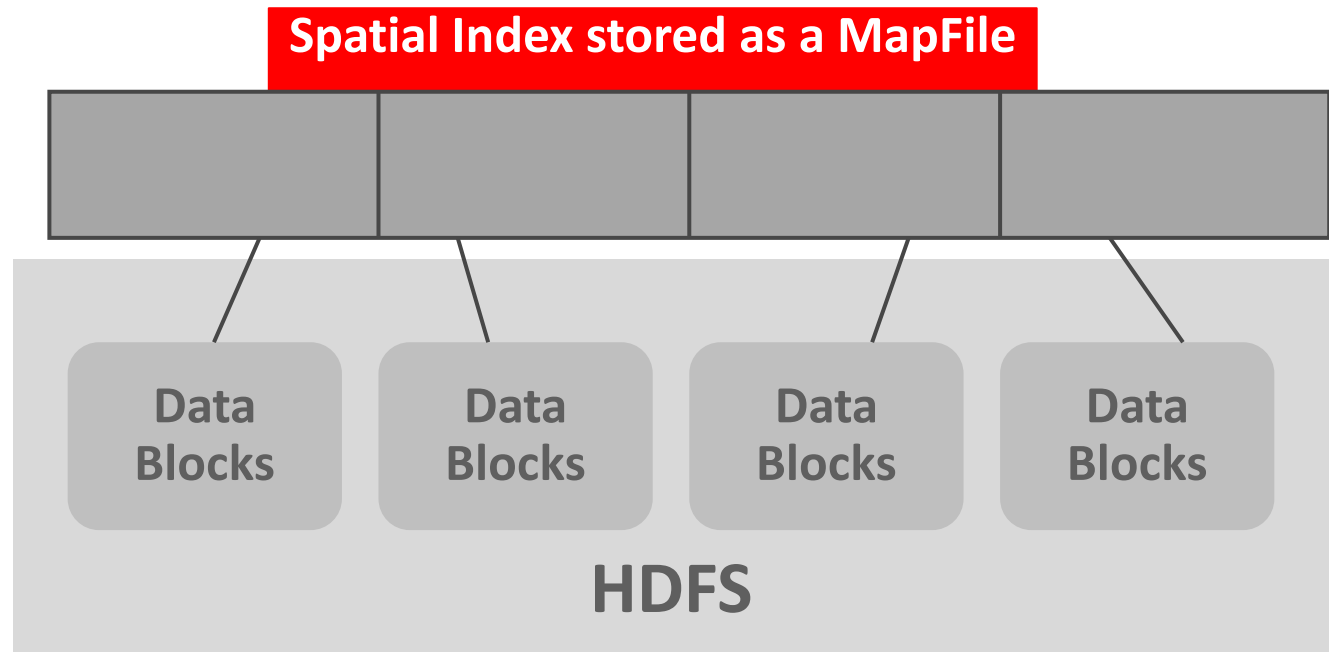 Spatial Index stored as a MapFile
Data
Blocks
Data
Blocks
Data
Blocks
Data
Blocks
HDFS